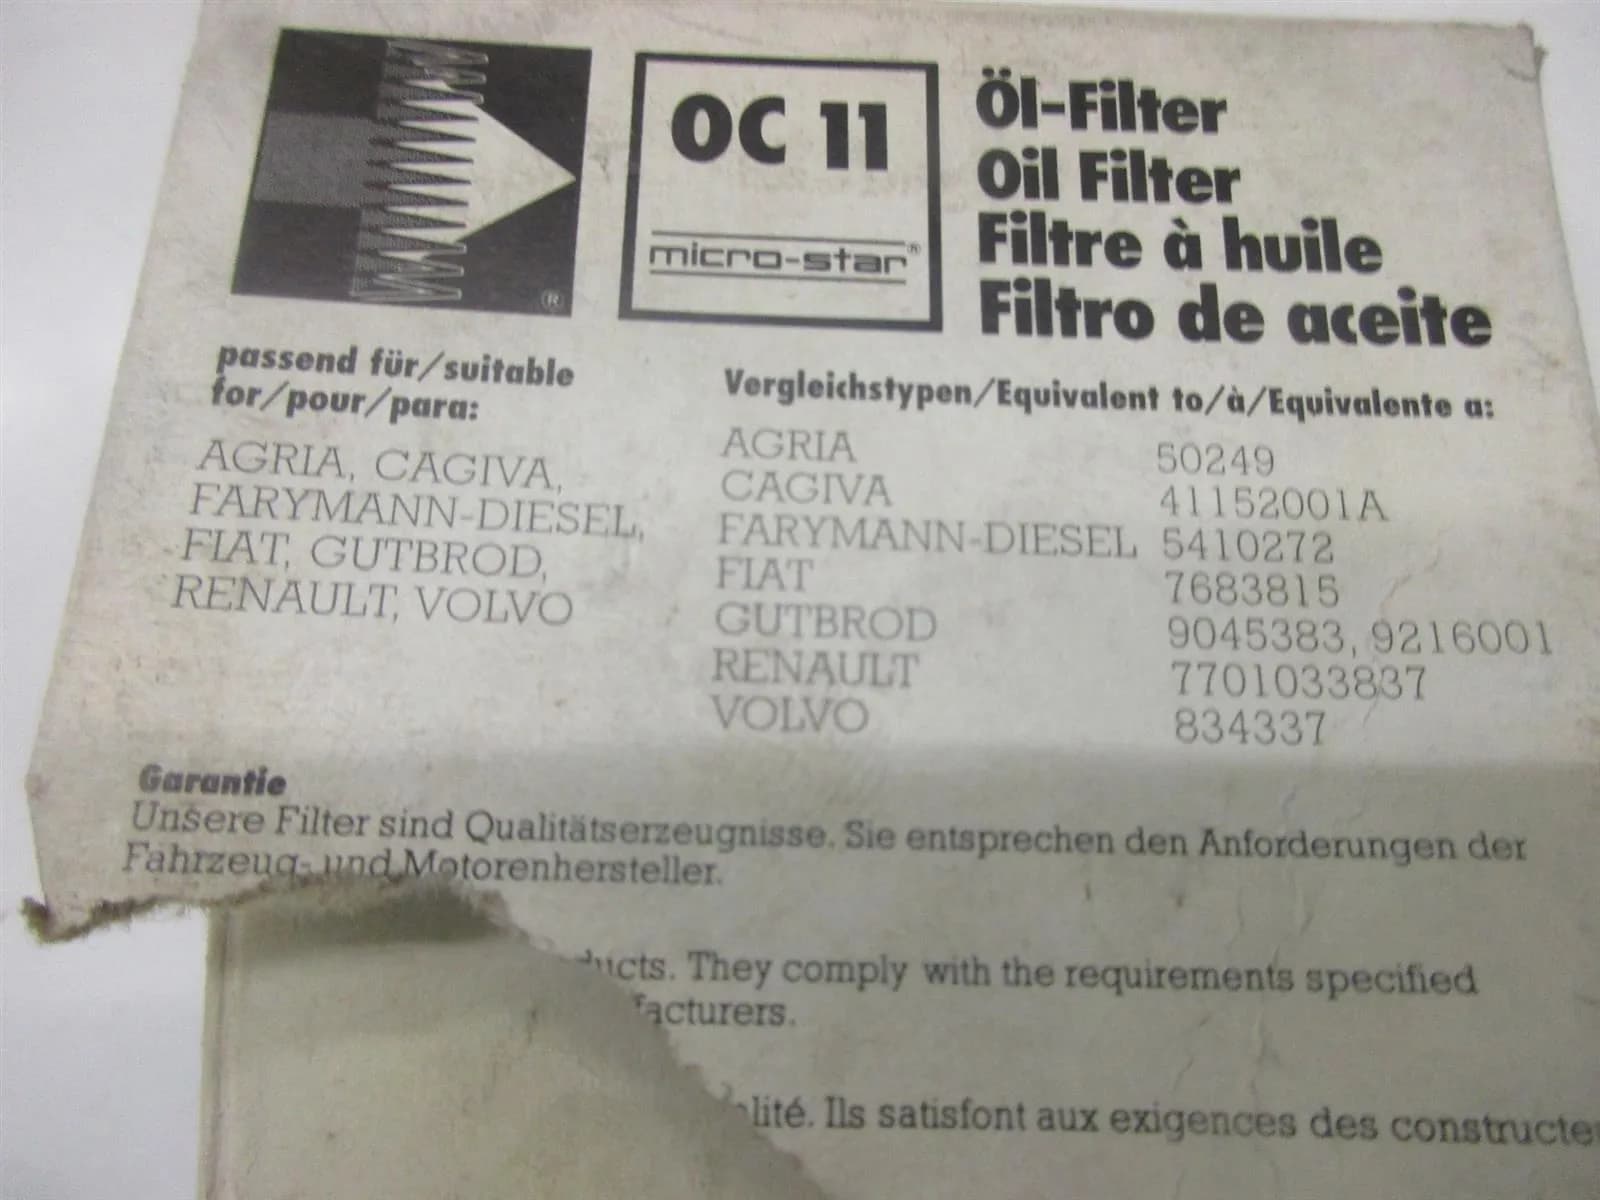 OC 11
micro-star®
®
Öl-Filter
Oil Filter
Filtre à huile
Filtro de aceite
passend für/suitable
for/pour/para:
AGRIA, CAGIVA,
FARYMANN-DIESEL,
FIAT, GUTBROD,
RENAULT, VOLVO
Vergleichstypen/Equivalent to/à/Equivalente a:
AGRIA 50249
CAGIVA 41152001A
FARYMANN-DIESEL 5410272
FIAT 7683815
GUTBROD 9045383, 9216001
RENAULT 7701033837
VOLVO 834337
Garantie
Unsere Filter sind Qualitätserzeugnisse. Sie entsprechen den Anforderungen der
Fahrzeug- und Motorenhersteller.
ucts. They comply with the requirements specified
facturers.
lité. Ils satisfont aux exigences des constructe